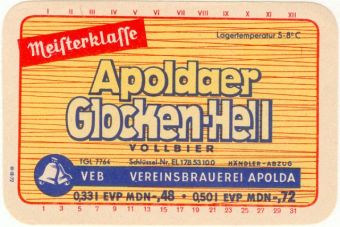 I II III IV V VI VII VIII IX X XI XII
Meisterklasse
Lagertemperatur 5-8°C
Apoldaer
Glocken-Hell
VOLLBIER
TGL 7764 Schlüssel-Nr. EL 178 53 10.0 HÄNDLER-ABZUG
VEB VEREINSBRAUEREI APOLDA
0,33 l EVP MDN -,48 • 0,50 l EVP MDN -,72
1 3 5 7 9 11 13 15 17 19 21 23 25 27 29 31